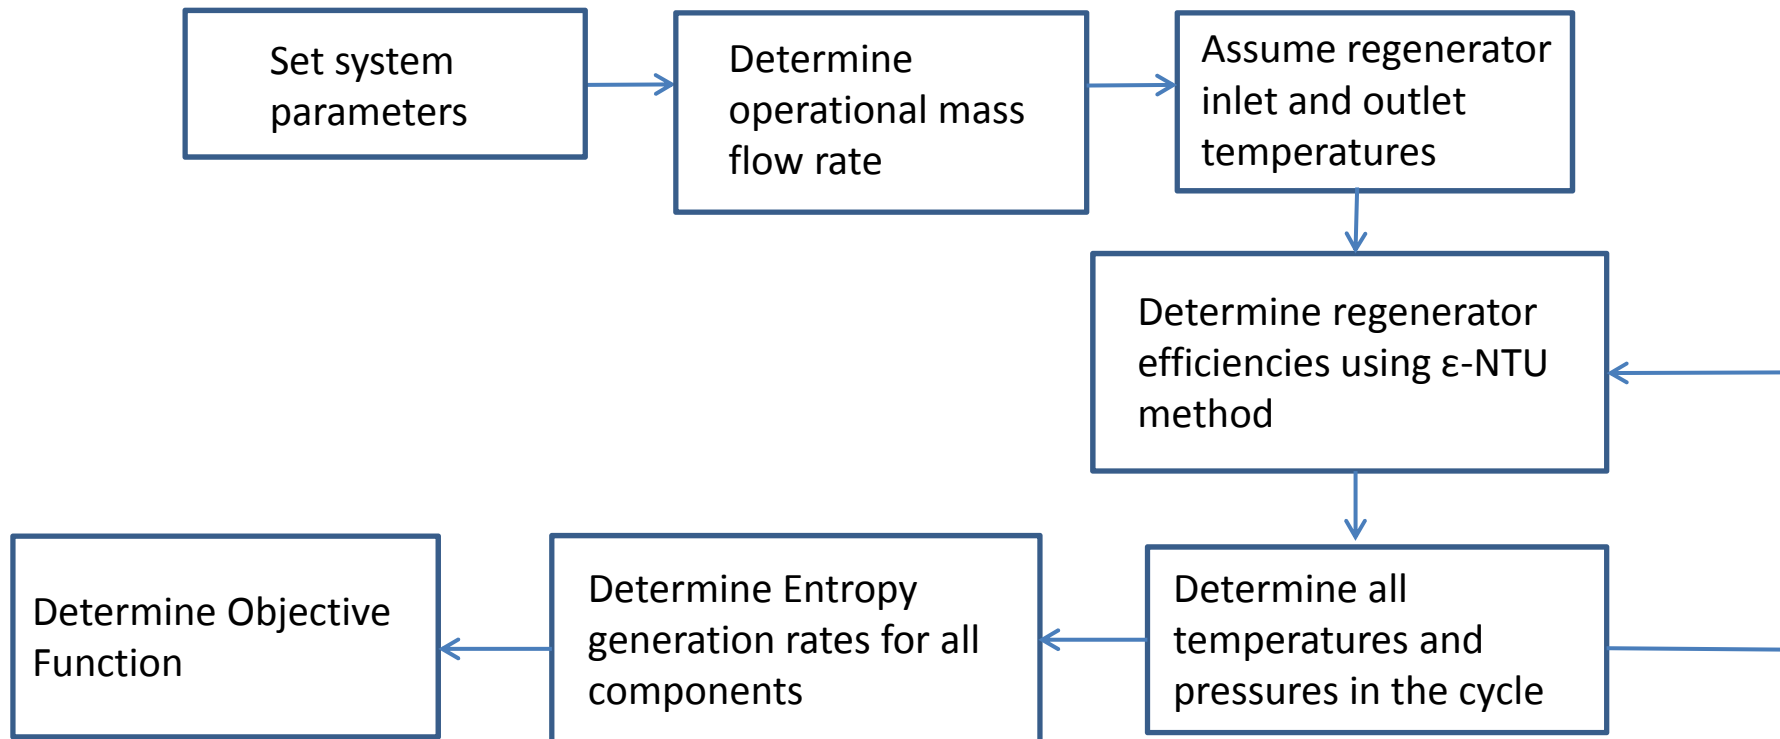 Set system
parameters
Determine
operational mass
flow rate
Assume regenerator
inlet and outlet
temperatures
Determine regenerator
efficiencies using ε-NTU
method
Determine all
temperatures and
pressures in the cycle
Determine Entropy
generation rates for all
components
Determine Objective
Function